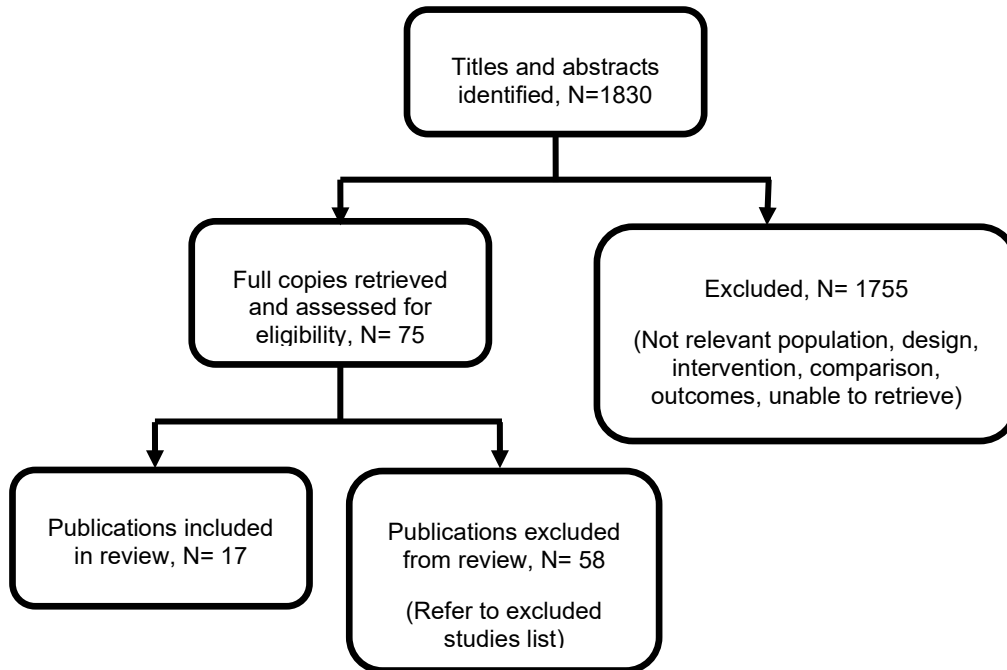 Titles and abstracts
identified, N=1830
Full copies retrieved
and assessed for
eligibility, N= 75
Excluded, N= 1755
(Not relevant population, design,
intervention, comparison,
outcomes, unable to retrieve)
Publications included
in review, N= 17
Publications excluded
from review, N= 58
(Refer to excluded
studies list)